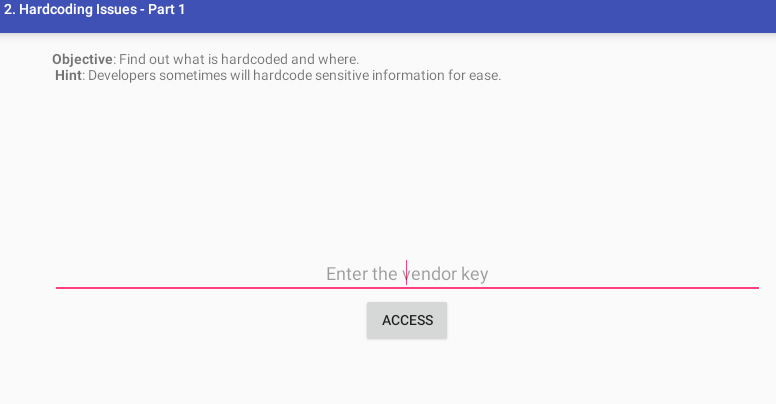 2. Hardcoding Issues - Part 1
Objective: Find out what is hardcoded and where.
Hint: Developers sometimes will hardcode sensitive information for ease.
Enter the vendor key
ACCESS